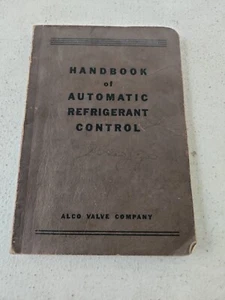 HANDBOOK
of
AUTOMATIC
REFRIGERANT
CONTROL
ALCO VALVE COMPANY